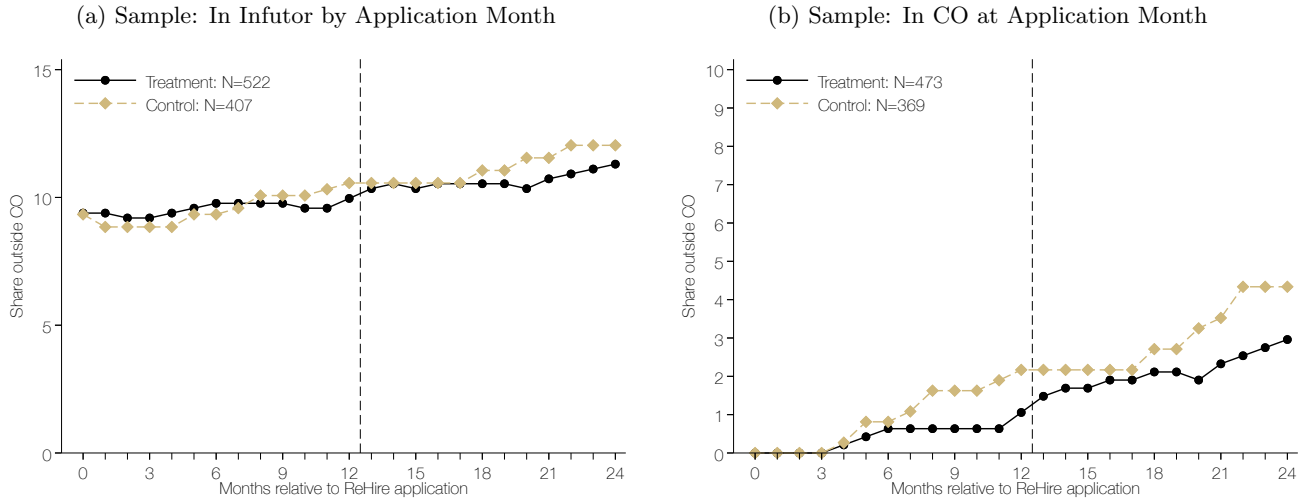 (a) Sample: In Infutor by Application Month
15
10
5
0
Share outside CO
Treatment: N=522
Control: N=407
0 3 6 9 12 15 18 21 24
Months relative to ReHire application
(b) Sample: In CO at Application Month
10
9
8
7
6
5
4
3
2
1
0
Share outside CO
Treatment: N=473
Control: N=369
0 3 6 9 12 15 18 21 24
Months relative to ReHire application